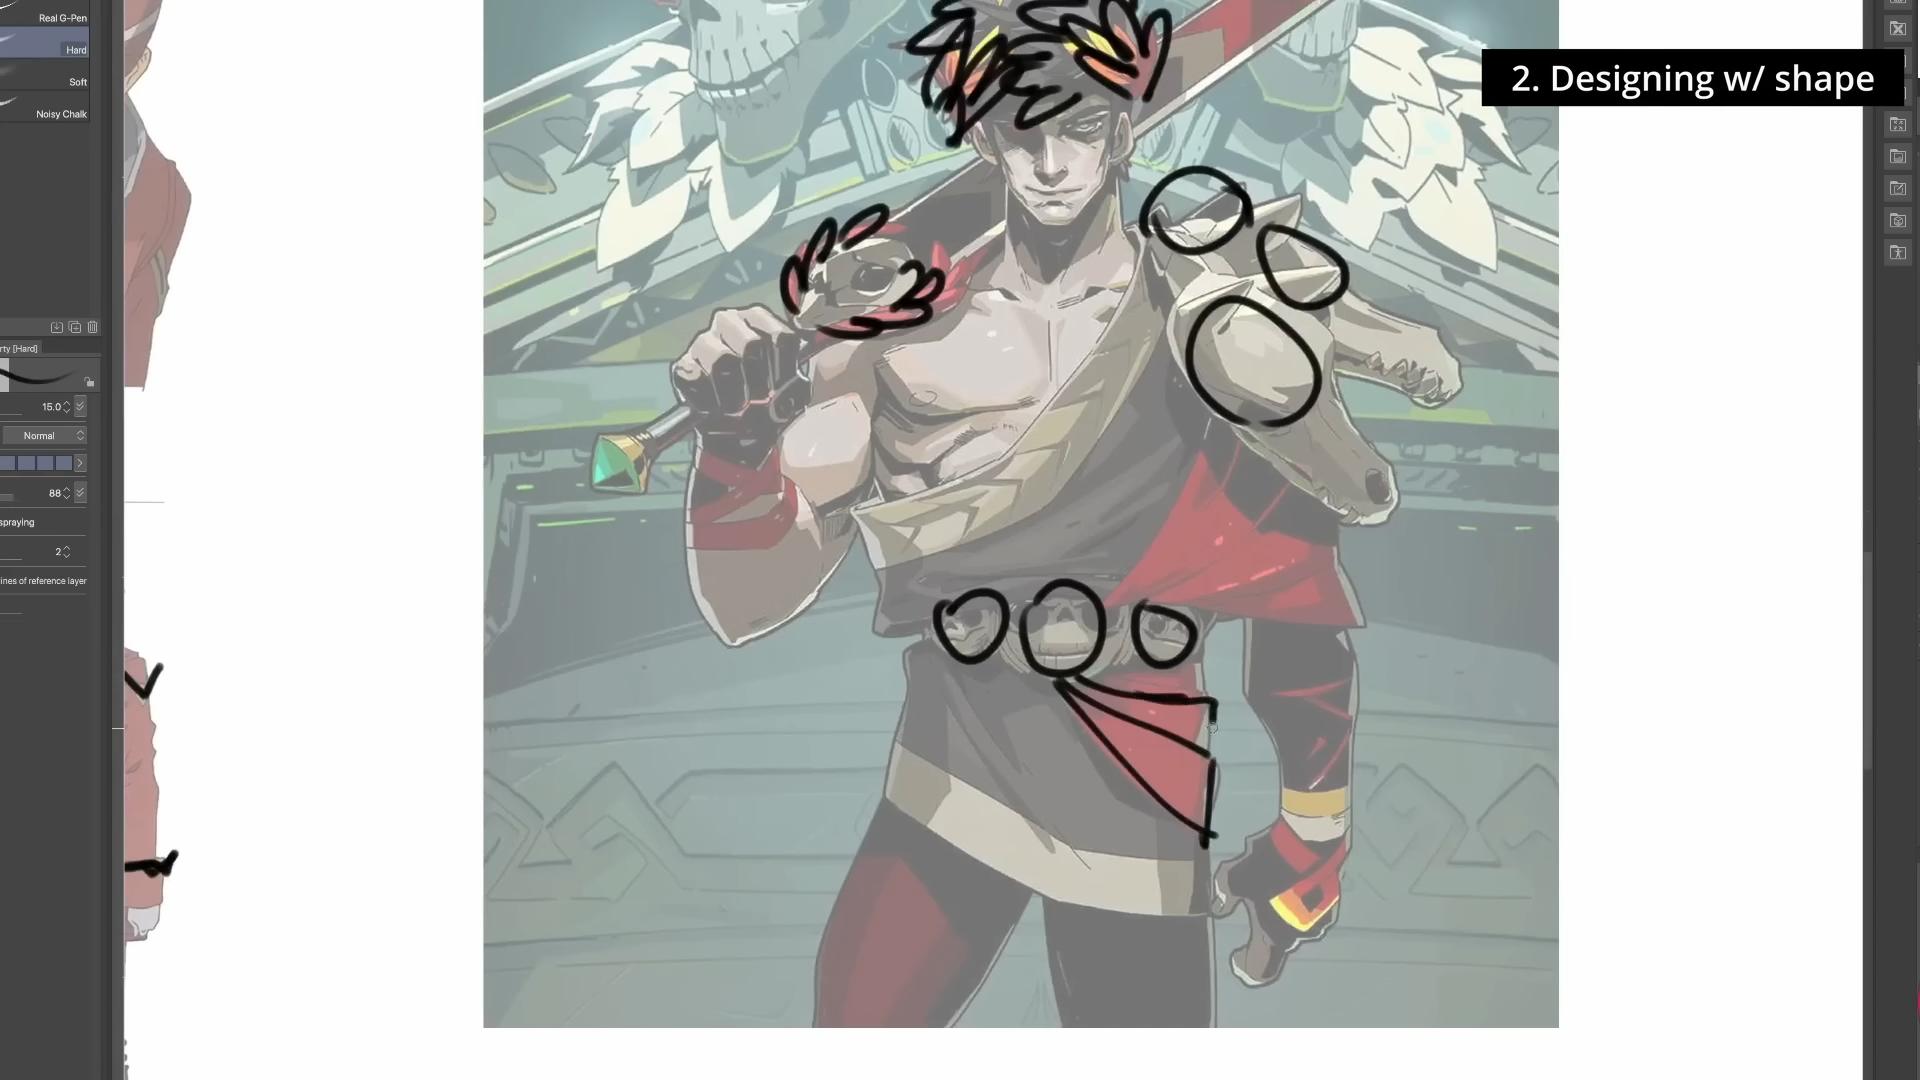 Real G-Pen
Hard
Soft
Noisy Chalk
2. Designing w/ shape
rty [Hard]
15.0
Normal
88
spraying
2
ines of reference layer